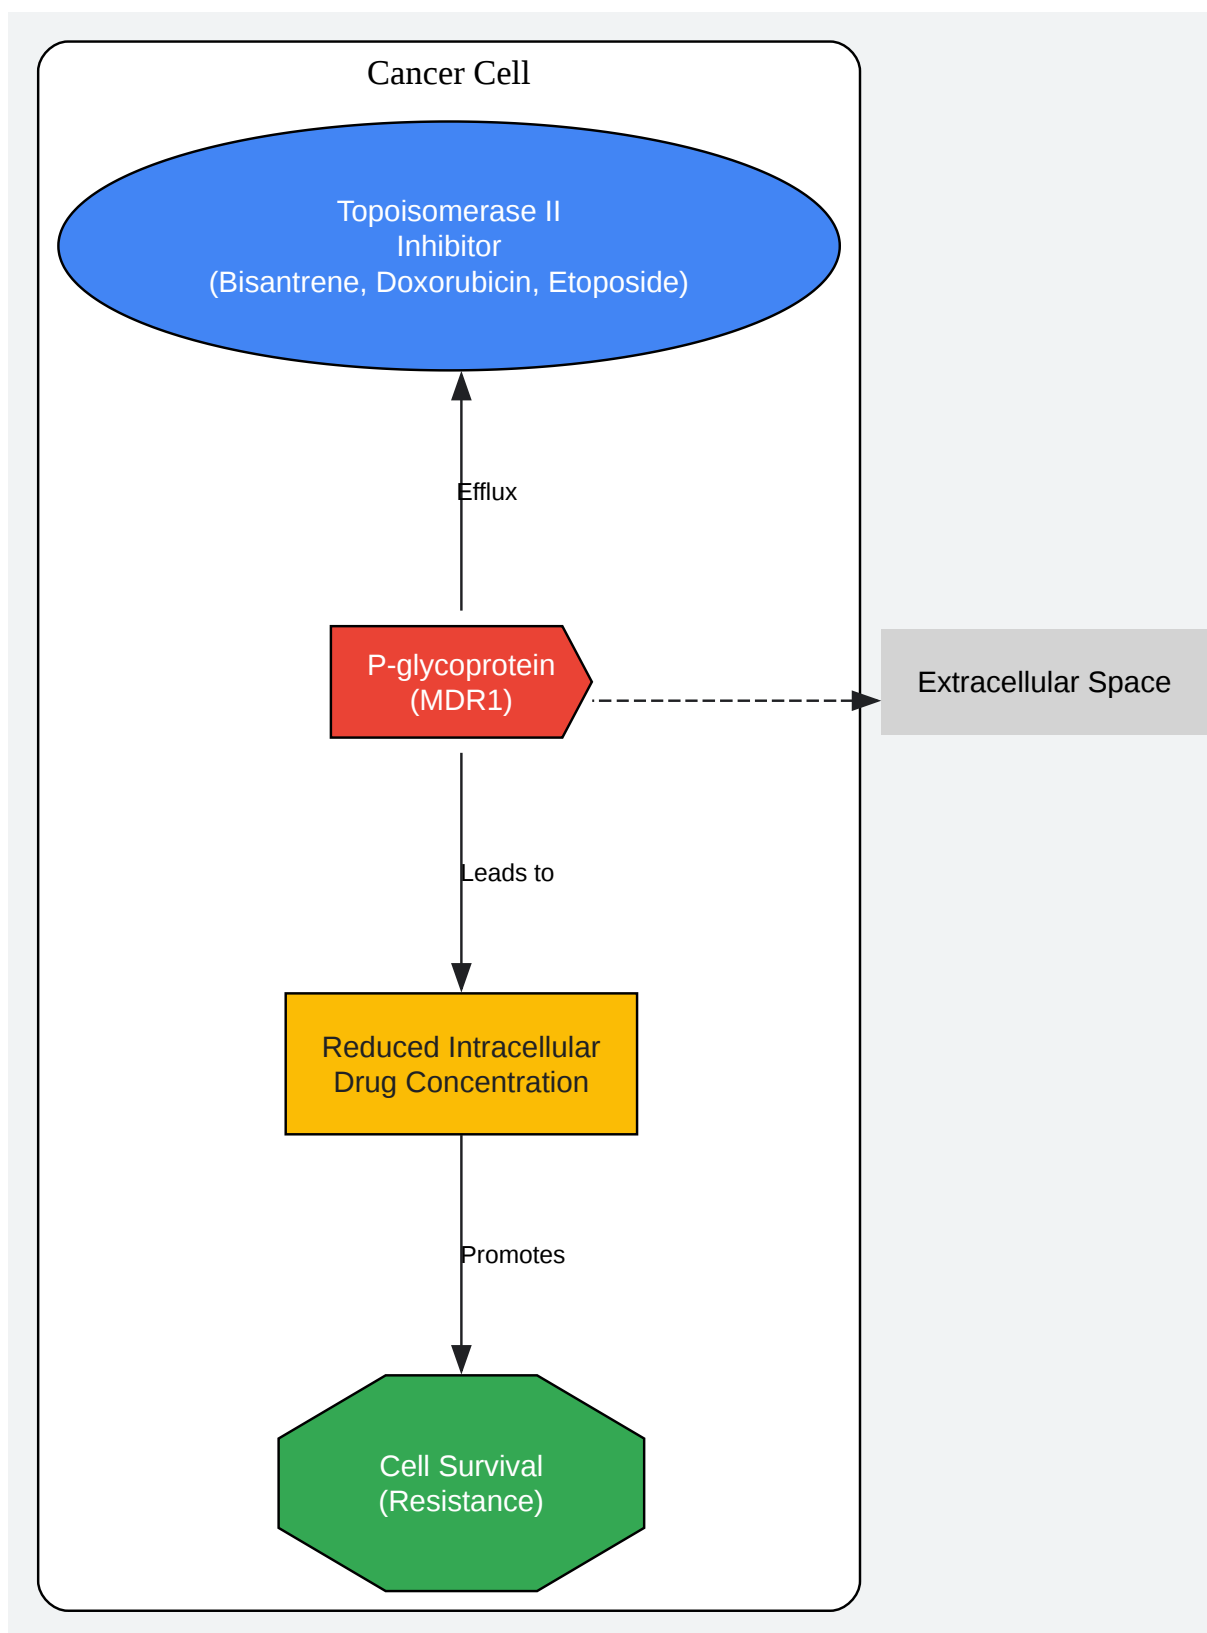 Cancer Cell
Topoisomerase II
Inhibitor
(Bisantrene, Doxorubicin, Etoposide)
Efflux
P-glycoprotein
(MDR1)
Extracellular Space
Leads to
Reduced Intracellular
Drug Concentration
Promotes
Cell Survival
(Resistance)